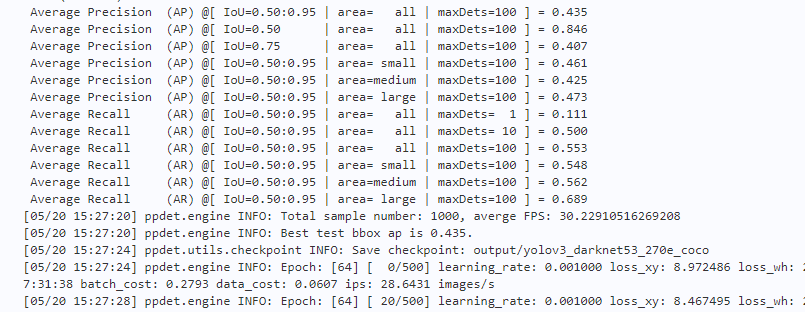 Average Precision  (AP) @[ IoU=0.50:0.95 | area=   all | maxDets=100 ] = 0.435
Average Precision  (AP) @[ IoU=0.50      | area=   all | maxDets=100 ] = 0.846
Average Precision  (AP) @[ IoU=0.75      | area=   all | maxDets=100 ] = 0.407
Average Precision  (AP) @[ IoU=0.50:0.95 | area= small | maxDets=100 ] = 0.461
Average Precision  (AP) @[ IoU=0.50:0.95 | area=medium | maxDets=100 ] = 0.425
Average Precision  (AP) @[ IoU=0.50:0.95 | area= large | maxDets=100 ] = 0.473
Average Recall     (AR) @[ IoU=0.50:0.95 | area=   all | maxDets=  1 ] = 0.111
Average Recall     (AR) @[ IoU=0.50:0.95 | area=   all | maxDets= 10 ] = 0.500
Average Recall     (AR) @[ IoU=0.50:0.95 | area=   all | maxDets=100 ] = 0.553
Average Recall     (AR) @[ IoU=0.50:0.95 | area= small | maxDets=100 ] = 0.548
Average Recall     (AR) @[ IoU=0.50:0.95 | area=medium | maxDets=100 ] = 0.562
Average Recall     (AR) @[ IoU=0.50:0.95 | area= large | maxDets=100 ] = 0.689
[05/20 15:27:20] ppdet.engine INFO: Total sample number: 1000, averge FPS: 30.22910516269208
[05/20 15:27:20] ppdet.engine INFO: Best test bbox ap is 0.435.
[05/20 15:27:24] ppdet.utils.checkpoint INFO: Save checkpoint: output/yolov3_darknet53_270e_coco
[05/20 15:27:24] ppdet.engine INFO: Epoch: [64] [  0/500] learning_rate: 0.001000 loss_xy: 8.972486 loss_wh:
7:31:38 batch_cost: 0.2793 data_cost: 0.0607 ips: 28.6431 images/s
[05/20 15:27:28] ppdet.engine INFO: Epoch: [64] [ 20/500] learning_rate: 0.001000 loss_xy: 8.467495 loss_wh: